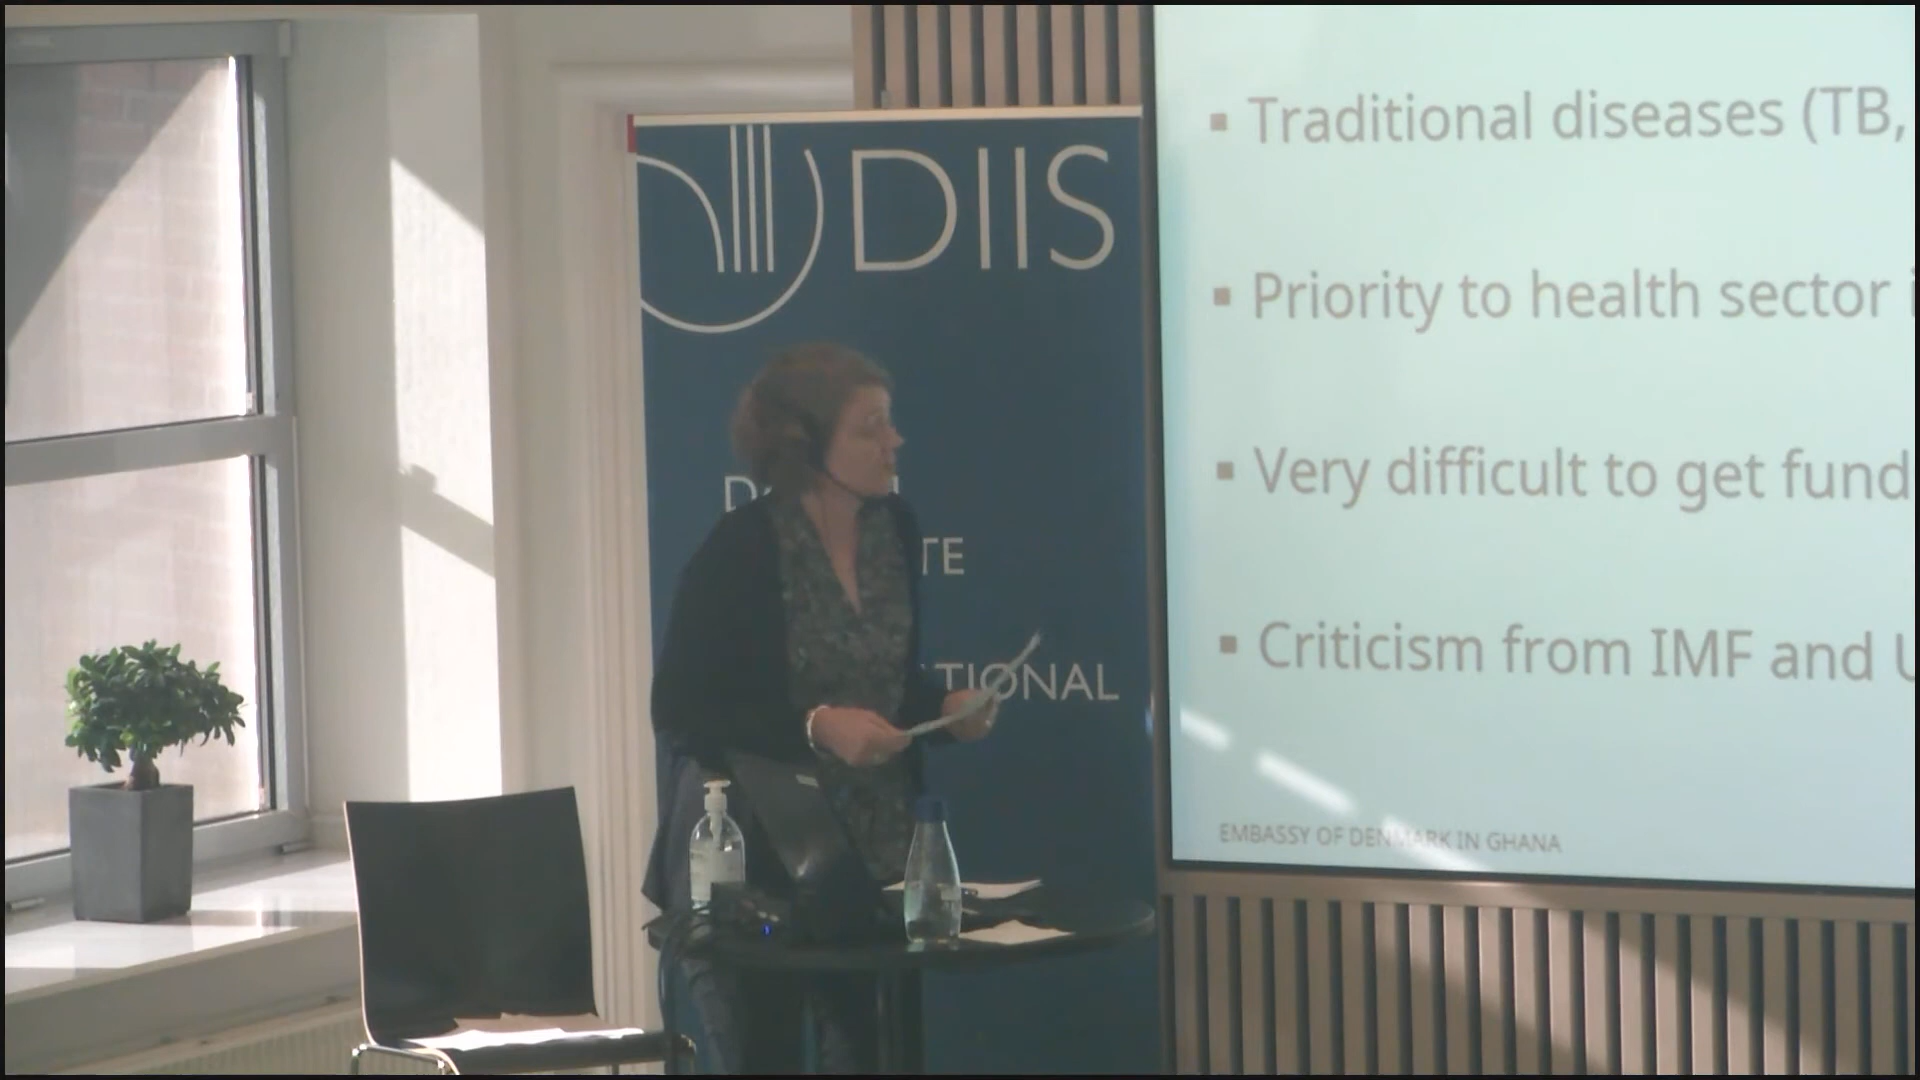 DIIS
TE
TIONAL
▪ Traditional diseases (TB,
▪ Priority to health sector
▪ Very difficult to get fund
▪ Criticism from IMF and U
EMBASSY OF DENMARK IN GHANA